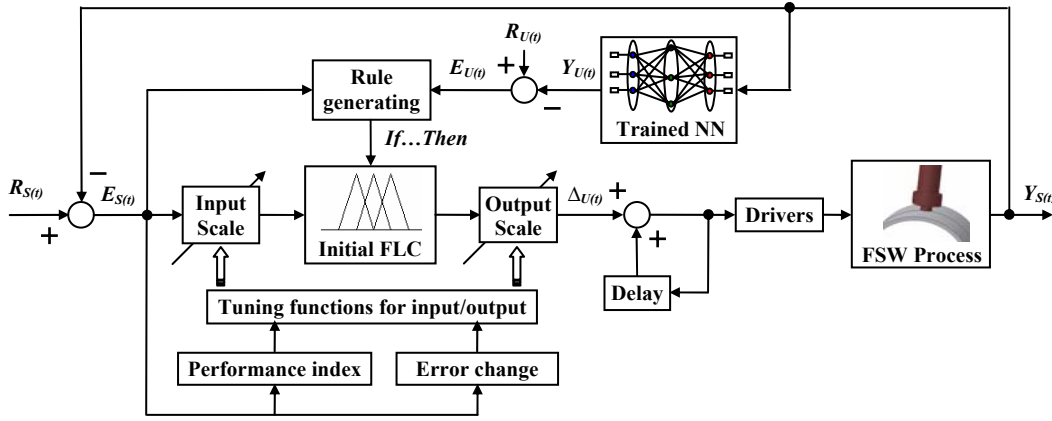 R_U(t)
E_U(t)
+
Y_U(t)
−
Rule
generating
Trained NN
If…Then
R_S(t)
−
+
E_S(t)
Input
Scale
Initial FLC
Output
Scale
Δ_U(t)
+
+
Drivers
FSW Process
Y_S(t)
Delay
Tuning functions for input/output
Performance index
Error change